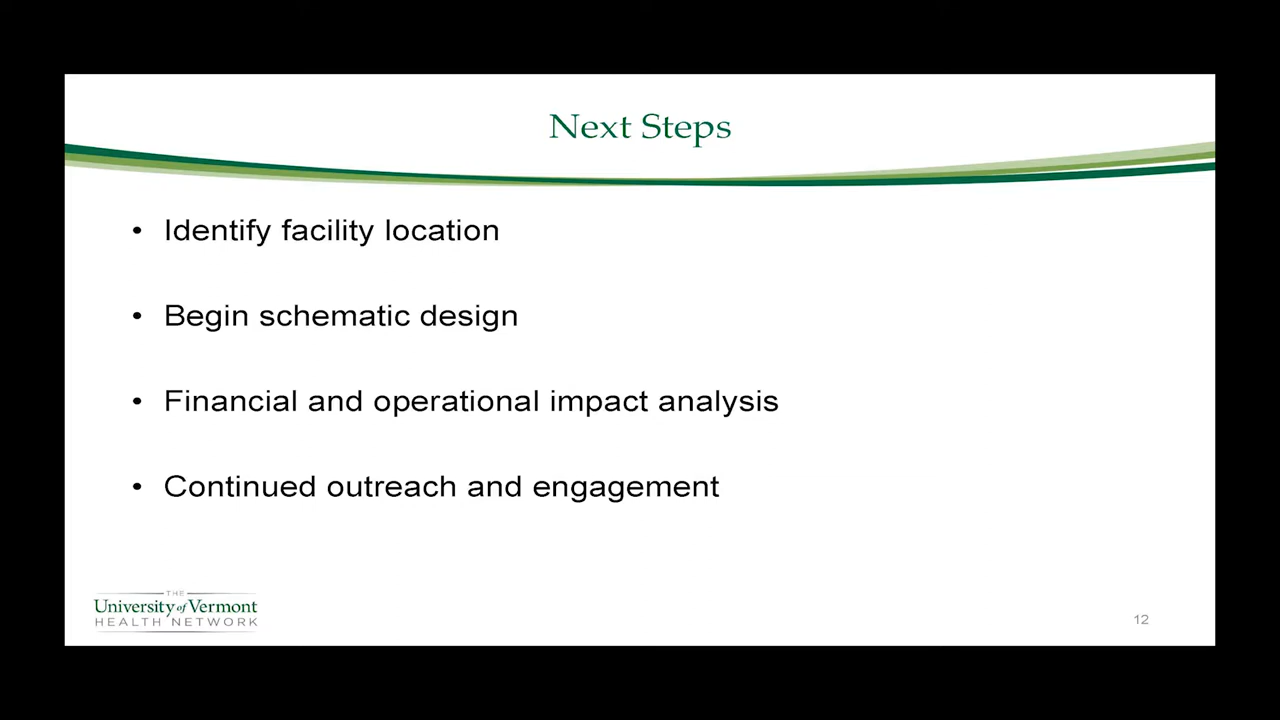 Next Steps
• Identify facility location
• Begin schematic design
• Financial and operational impact analysis
• Continued outreach and engagement
THE
University of Vermont
HEALTH NETWORK
12